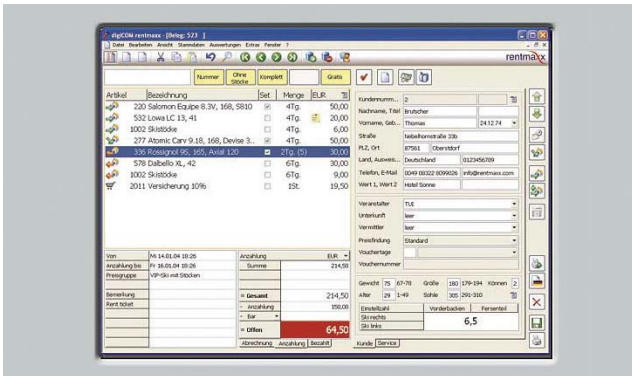 digiCOM rentmaxx - [Beleg: 523 ]
Datei Bearbeiten Ansicht Stammdaten Auswertungen Extras Fenster ?
rentmaxx
Nummer Ohne Stöcke Komplett Gratis
Artikel Bezeichnung Set Menge EUR
220 Salomon Equipe 8.3V, 168, S810 4Tg. 50,00
532 Lowa LC 13, 41 4Tg. 20,00
1002 Skistöcke 4Tg. 6,00
277 Atomic Carv 9.18, 168, Devise 3.. 4Tg. 50,00
336 Rossignol 9S, 165, Axial 120 2Tg. (5) 30,00
578 Dalbello XL, 42 6Tg. 30,00
1002 Skistöcke 6Tg. 9,00
2011 Versicherung 10% 1St. 19,50
Von Mi 14.01.04 10:26 Anzahlung EUR
Anzahlung bis Fr 16.01.04 10:26 Summe 214,50
Preisgruppe VIP-Ski mit Stöcken
Bemerkung = Gesamt 214,50
Rent ticket - Anzahlung 150,00
- Bar
= Offen 64,50
Abrechnung Anzahlung Bezahlt
Kundennumm... 2
Nachname, Titel Brutscher
Vorname, Geb... Thomas 24.12.74
Straße Nebelhornstraße 33b
PLZ, Ort 87561 Oberstdorf
Land, Ausweis... Deutschland 0123456789
Telefon, E-Mail 0049 08322 8099026 info@rentmaxx.com
Wert 1, Wert 2 Hotel Sonne
Veranstalter TUI
Unterkunft leer
Vermittler leer
Preisfindung Standard
Vouchertage
Vouchernummer
Gewicht 75 67-78 Größe 180 179-194 Können 2
Alter 29 1-49 Sohle 305 291-310
Einstellzahl Vorderbacken Fersenteil
Ski rechts
Ski links
6,5
Kunde Service